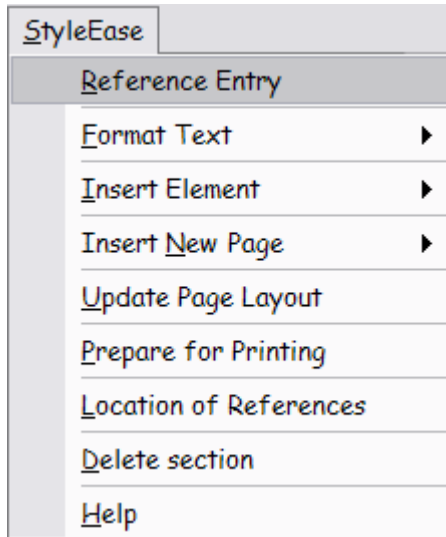 StyleEase
Reference Entry
Format Text
Insert Element
Insert New Page
Update Page Layout
Prepare for Printing
Location of References
Delete section
Help